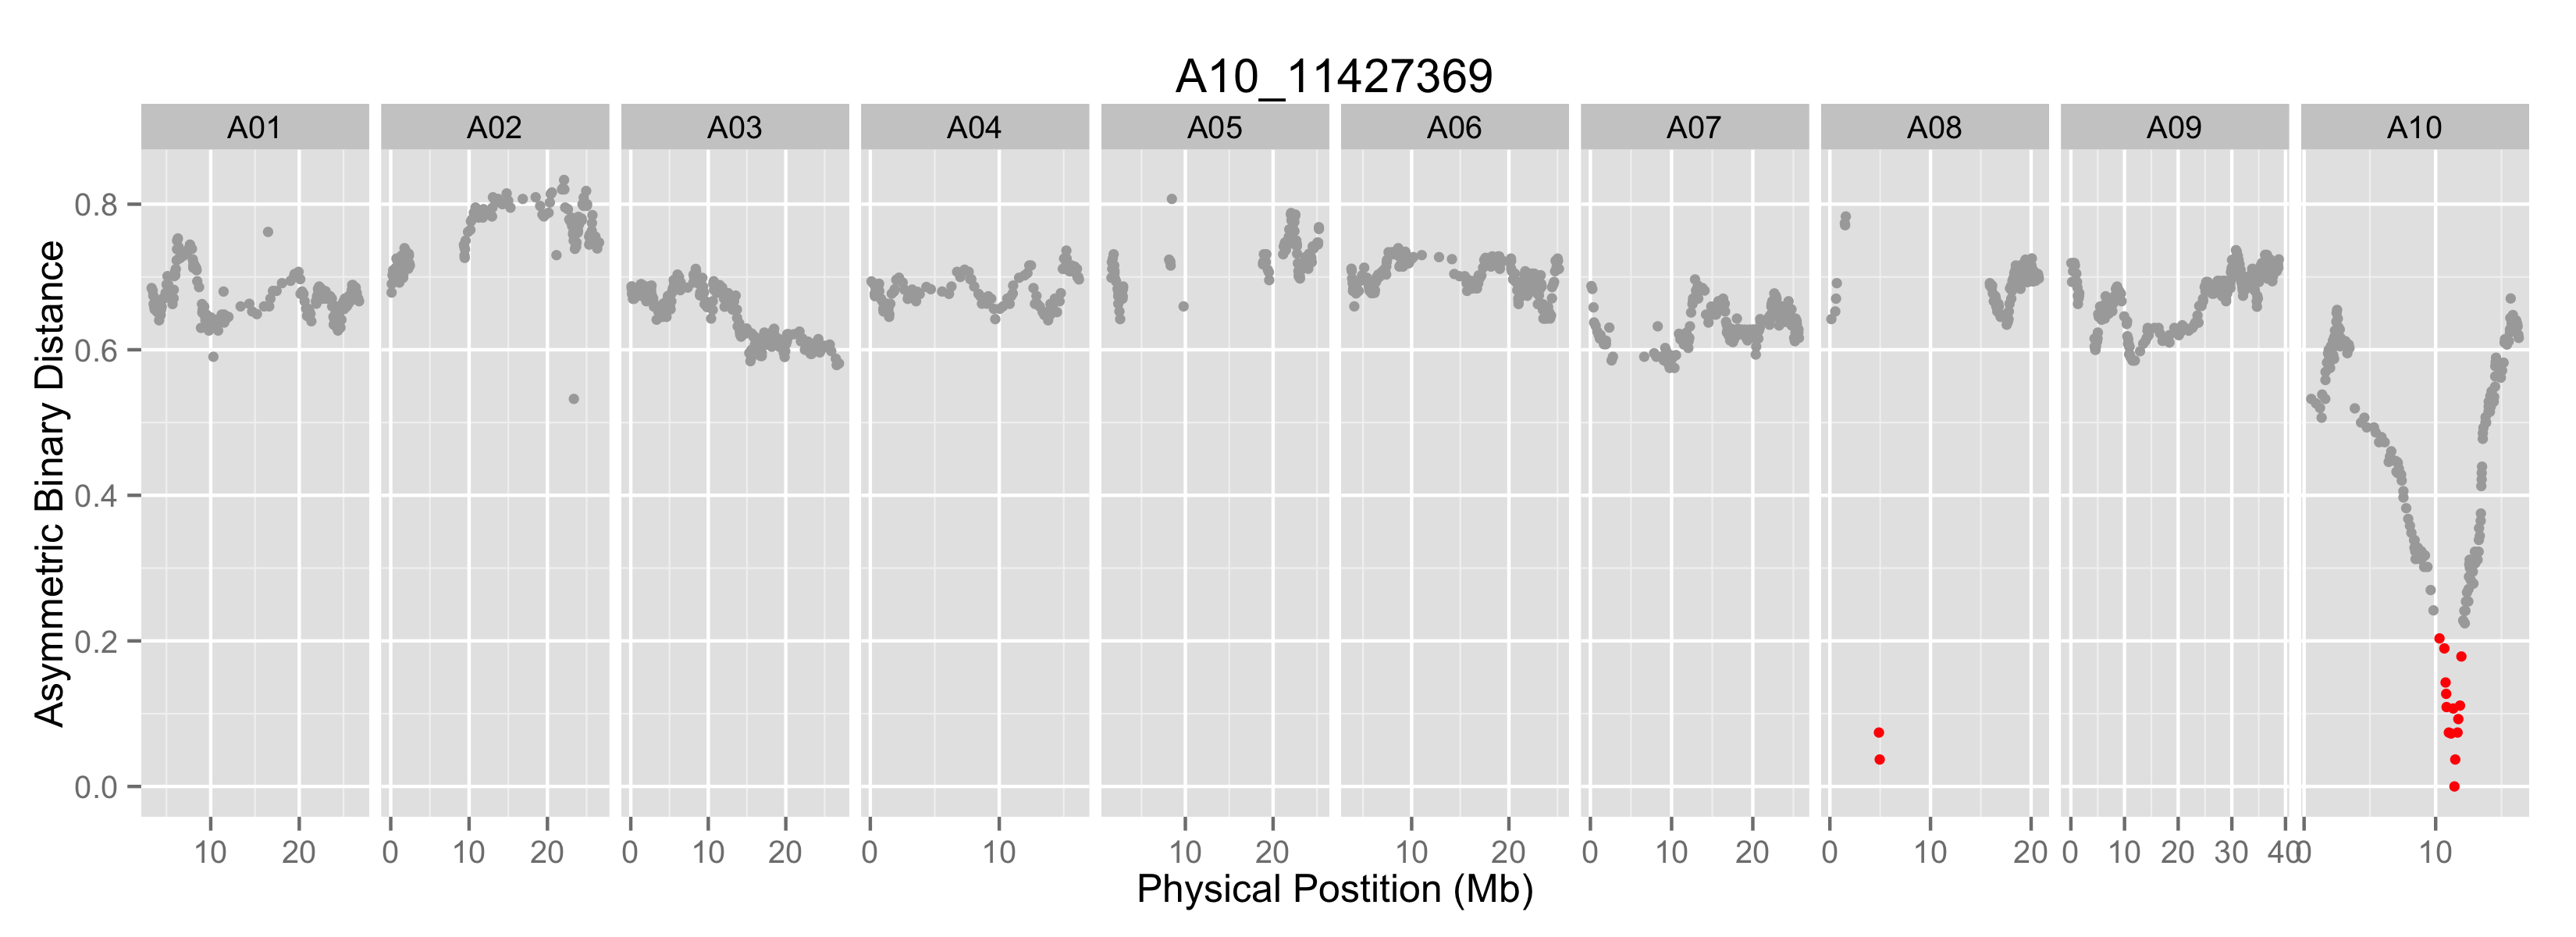 A10_11427369
A01 A02 A03 A04 A05 A06 A07 A08 A09 A10
Asymmetric Binary Distance
0.8
0.6
0.4
0.2
0.0
10 20 0 10 20 0 10 20 0 10 10 20 10 20 0 10 20 0 10 20 0 10 20 30 40 0 10
Physical Postition (Mb)